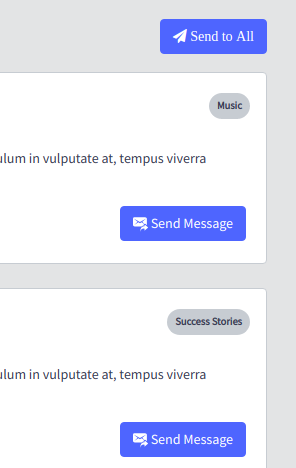 Send to All
Music
ulum in vulputate at, tempus viverra
Send Message
Success Stories
ulum in vulputate at, tempus viverra
Send Message